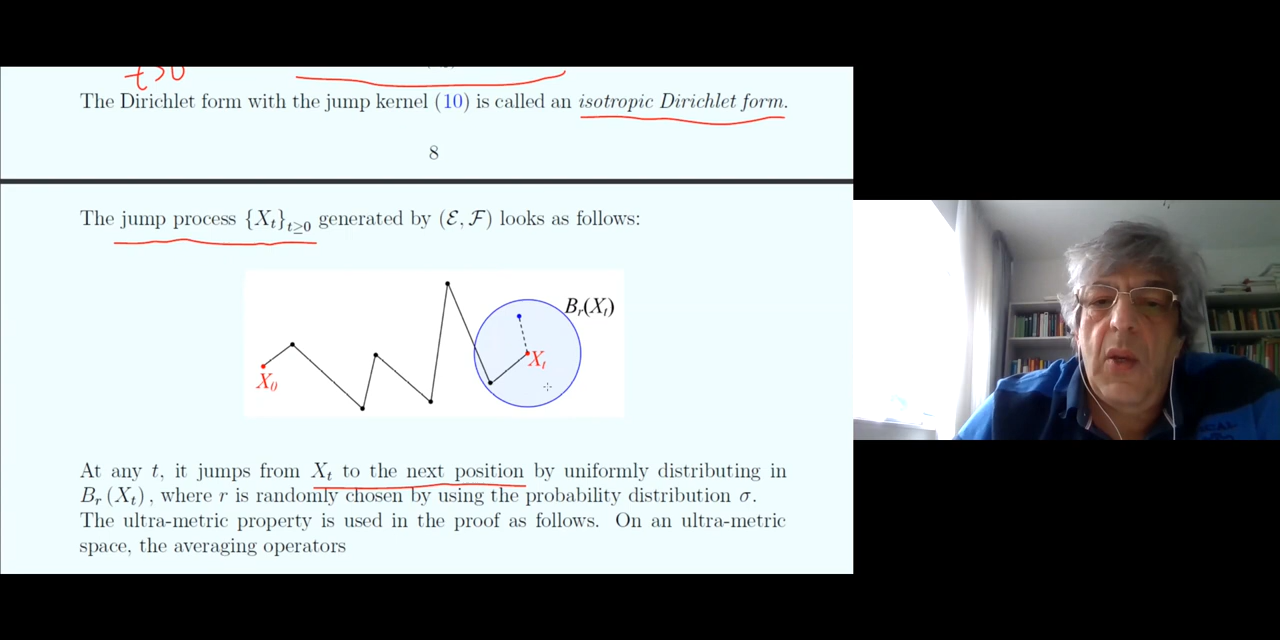 t>0
The Dirichlet form with the jump kernel (10) is called an isotropic Dirichlet form.
8
The jump process {X_t}_{t≥0} generated by (ℰ, ℱ) looks as follows:
B_r(X_t)
X_t
X_0
At any t, it jumps from X_t to the next position by uniformly distributing in
B_r (X_t), where r is randomly chosen by using the probability distribution σ.
The ultra-metric property is used in the proof as follows. On an ultra-metric
space, the averaging operators